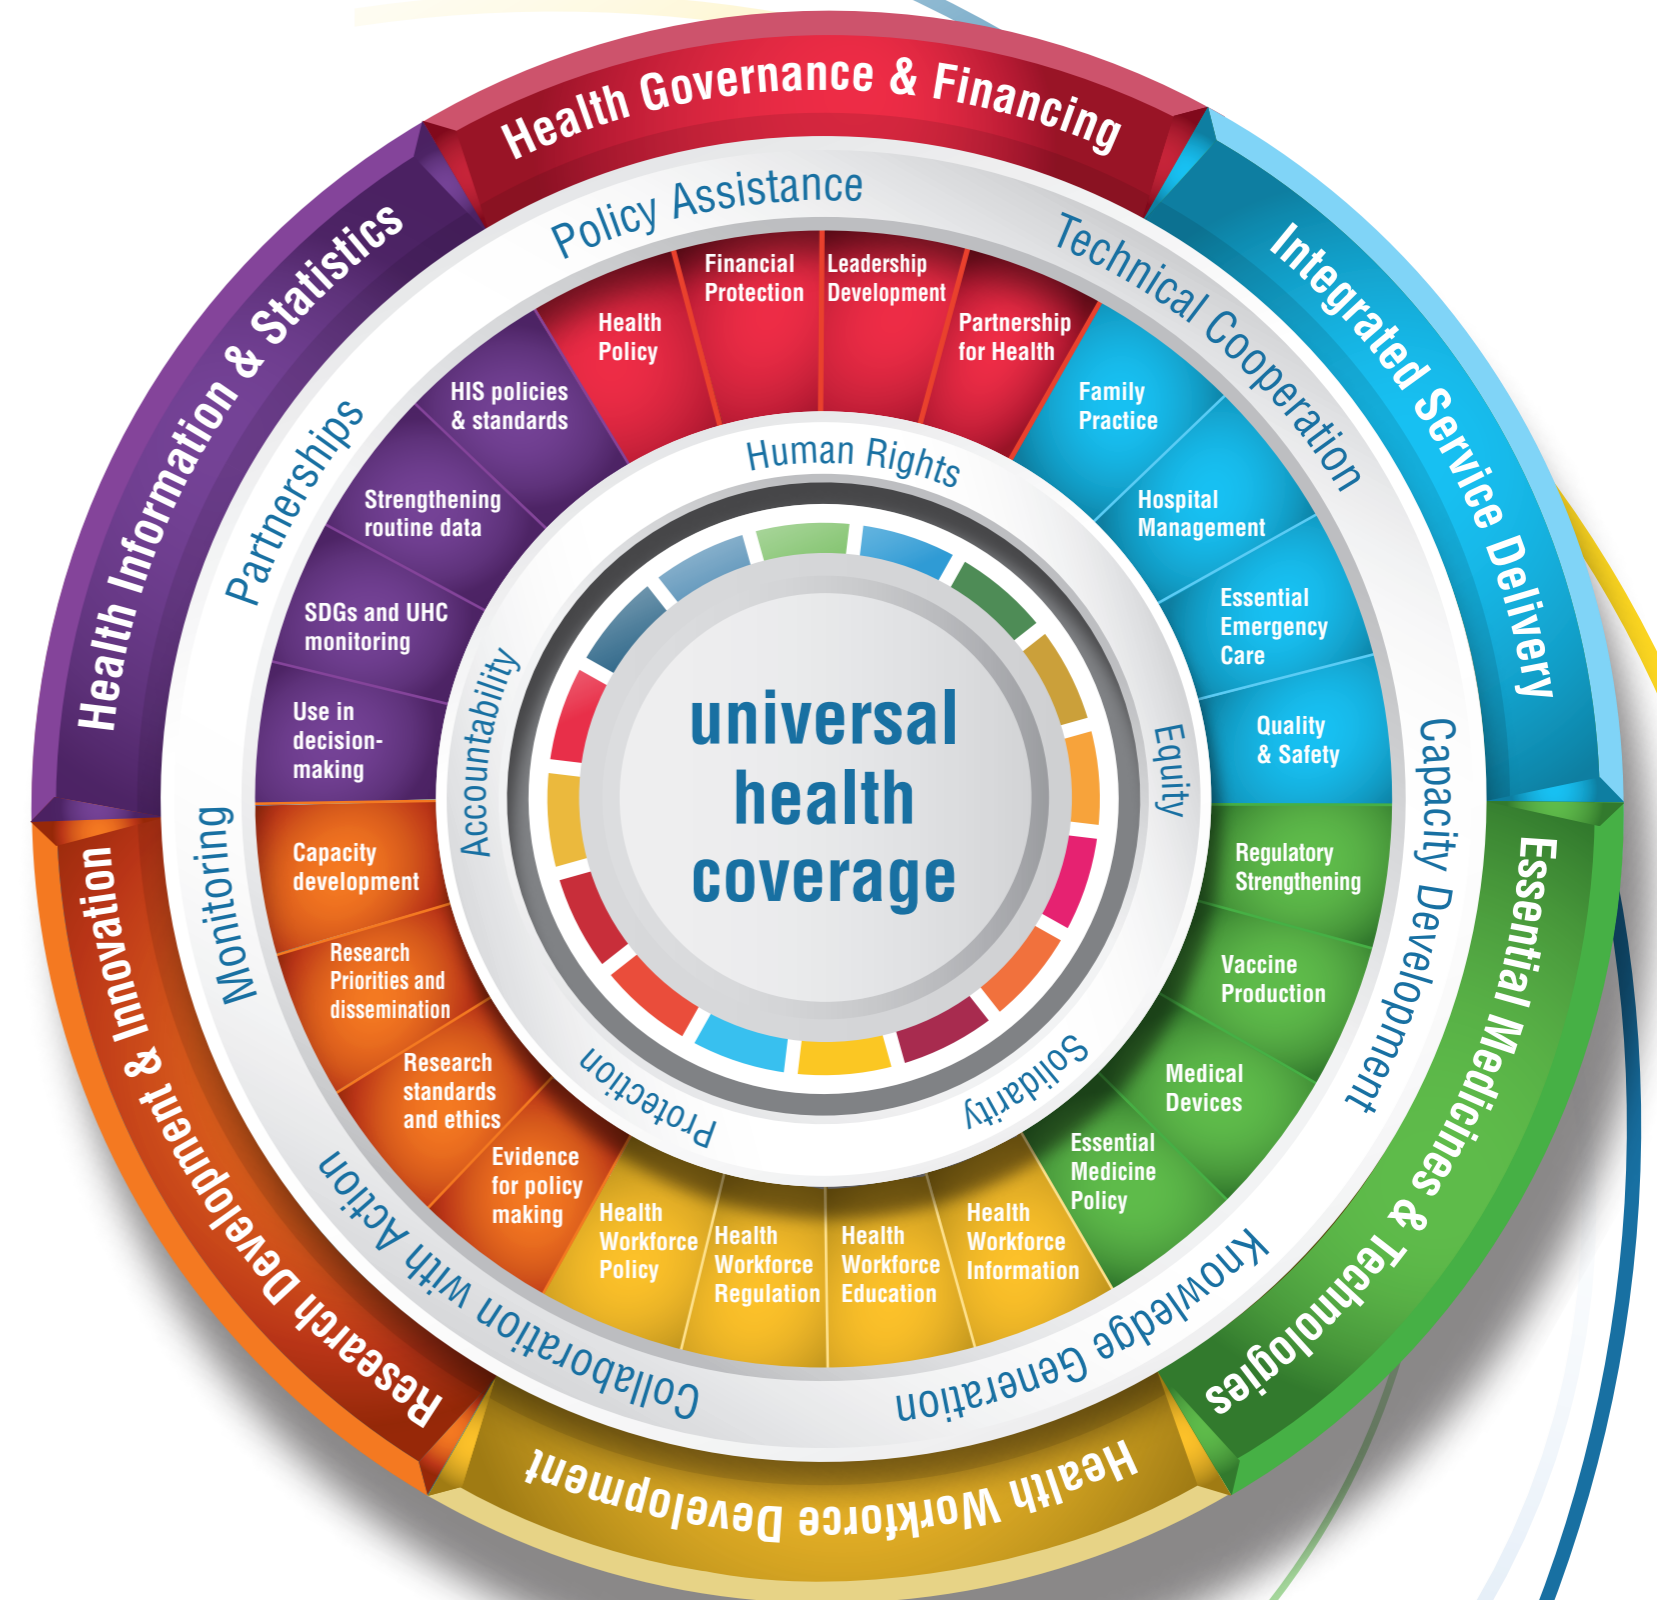 Health Governance & Financing
Integrated Service Delivery
Essential Medicines & Technologies
Health Workforce Development
Research Development & Innovation
Health Information & Statistics
Policy Assistance
Technical Cooperation
Capacity Development
Knowledge Generation
Collaboration with Action
Monitoring
Partnerships
Health
Policy
Financial
Protection
Leadership
Development
Partnership
for Health
Family
Practice
Hospital
Management
Essential
Emergency
Care
Quality
& Safety
Regulatory
Strengthening
Vaccine
Production
Medical
Devices
Essential
Medicine
Policy
Health
Workforce
Information
Health
Workforce
Education
Health
Workforce
Regulation
Health
Workforce
Policy
Evidence
for policy
making
Research
standards
and ethics
Research
Priorities and
dissemination
Capacity
development
Use in
decision-
making
SDGs and UHC
monitoring
Strengthening
routine data
HIS policies
& standards
Human Rights
Equity
Solidarity
Protection
Accountability
universal
health
coverage